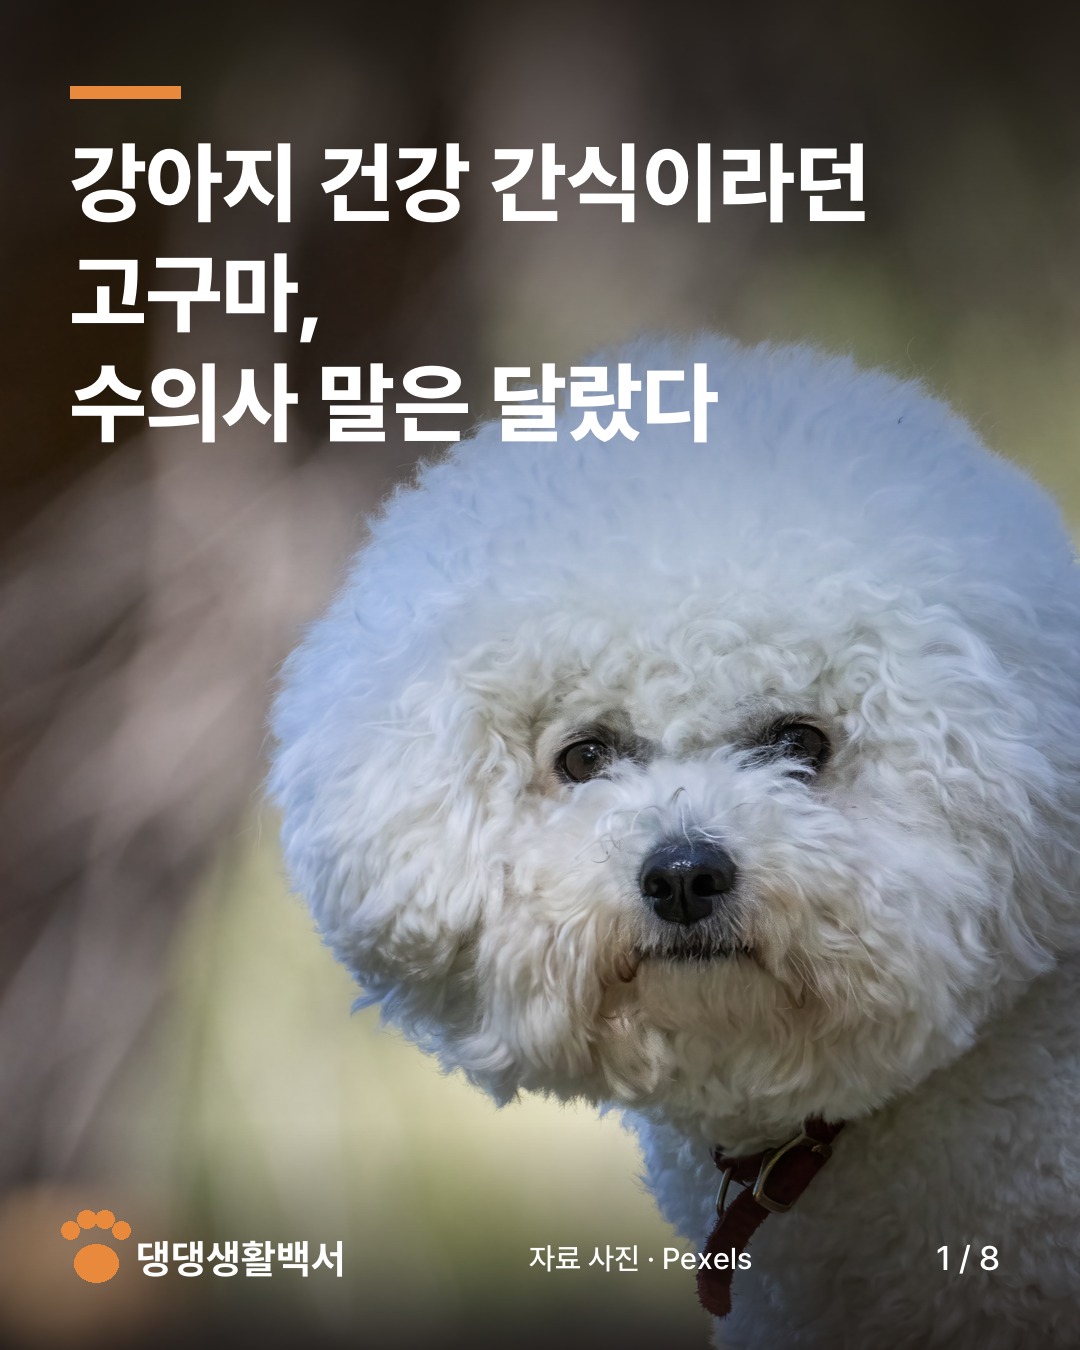 강아지 건강 간식이라던
고구마,
수의사 말은 달랐다
댕댕생활백서
자료 사진 · Pexels
1 / 8